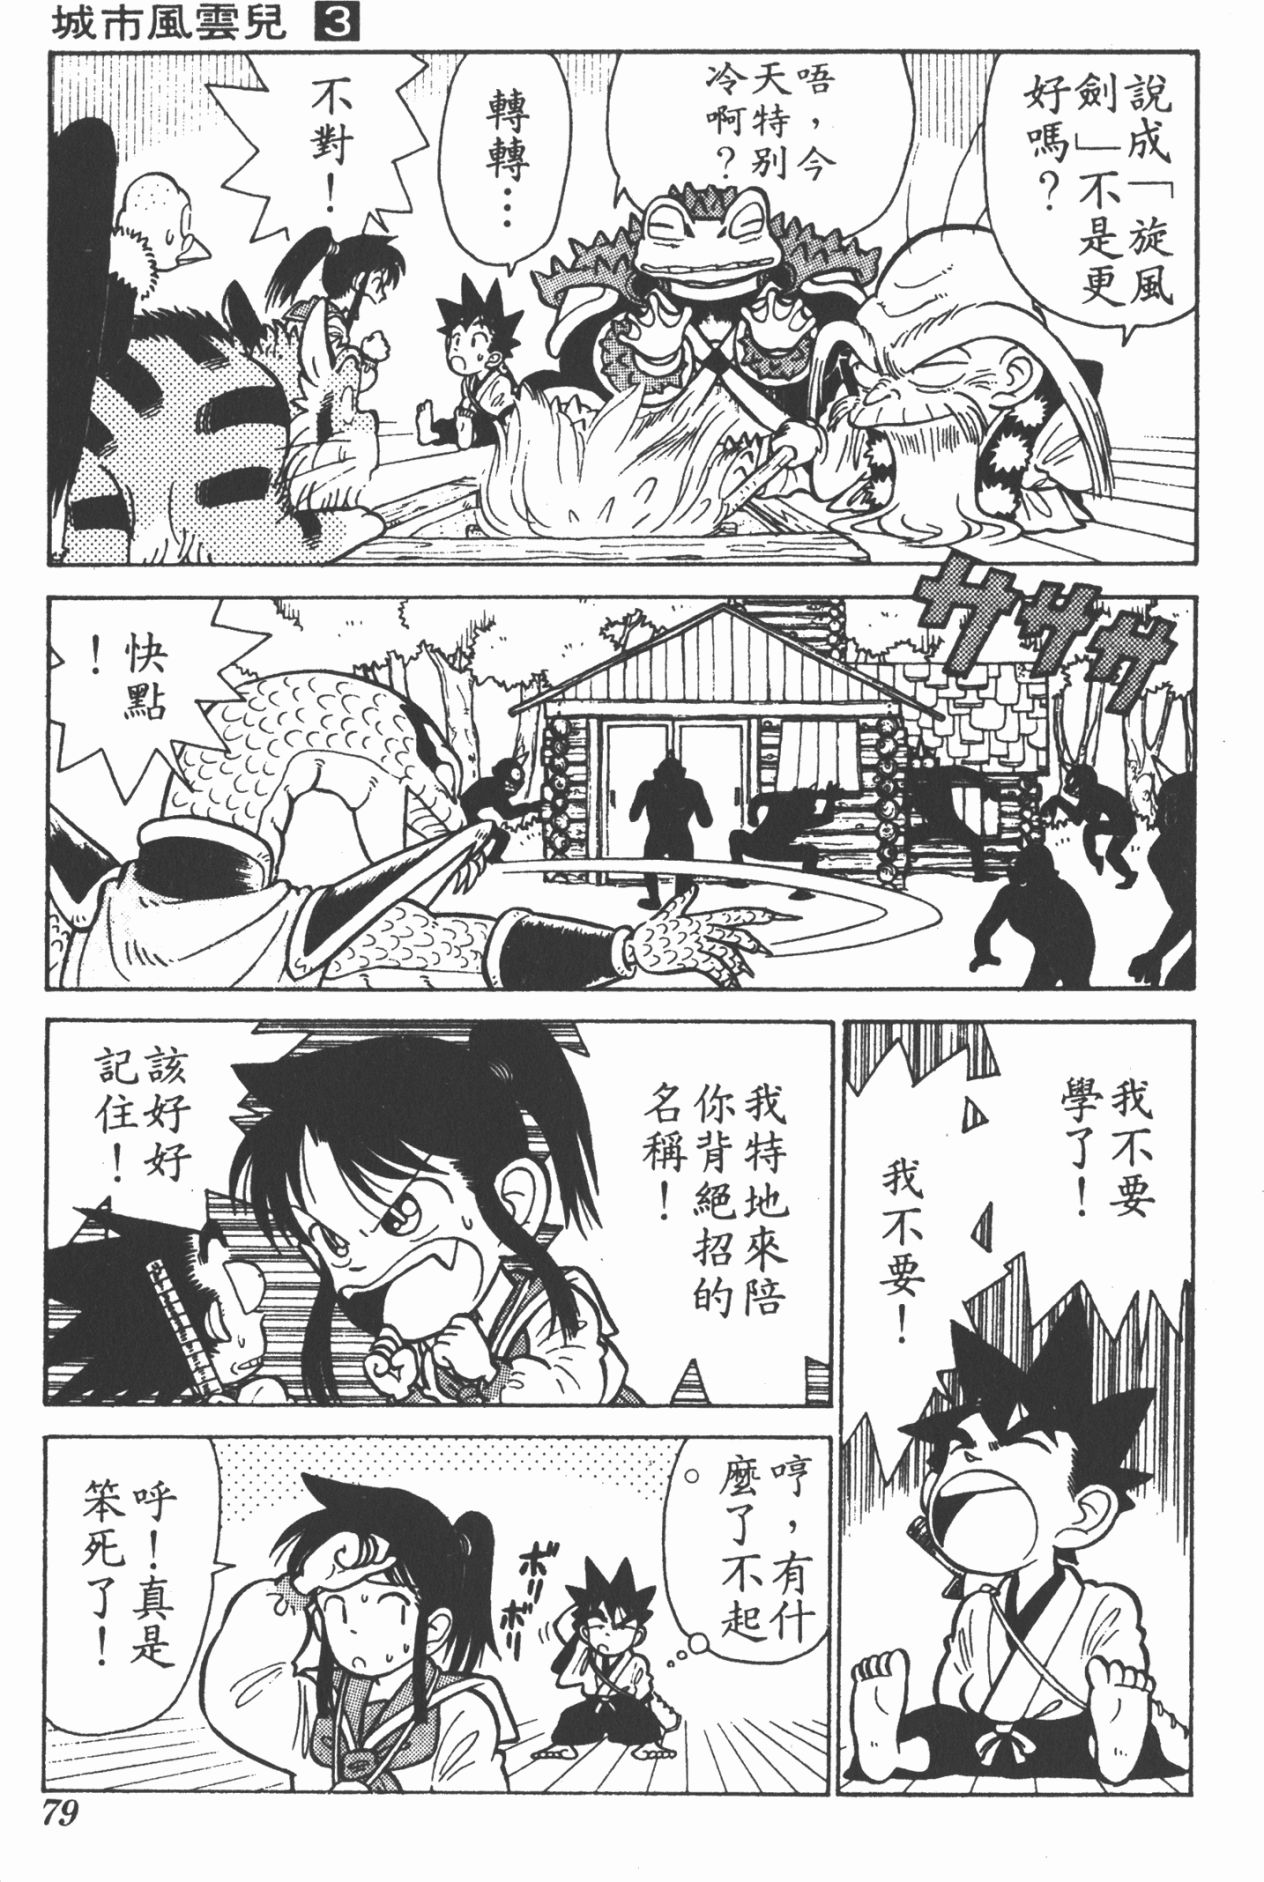 城市風雲兒 3
說成「旋風
劍」不是更
好嗎？
唔，今
天特別
冷啊？
轉轉…
不對！
サササ
快點
！
我不要
學了！
我不要！
我特地來陪
你背絕招的
名稱！
該好好
記住！
哼，有什
麼了不起
ボリ
ボリ
呼！真是
笨死了！
79